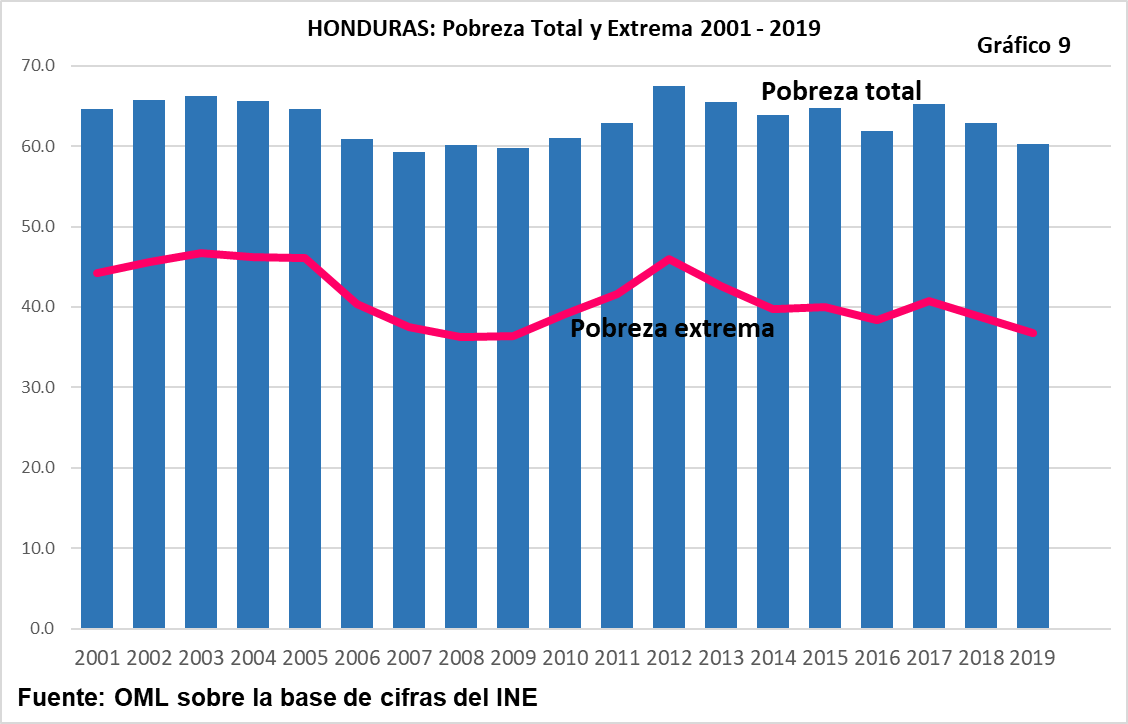 HONDURAS: Pobreza Total y Extrema 2001 - 2019
Gráfico 9
70.0
Pobreza total
60.0
50.0
40.0
Pobreza extrema
30.0
20.0
10.0
0.0
2001 2002 2003 2004 2005 2006 2007 2008 2009 2010 2011 2012 2013 2014 2015 2016 2017 2018 2019
Fuente: OML sobre la base de cifras del INE